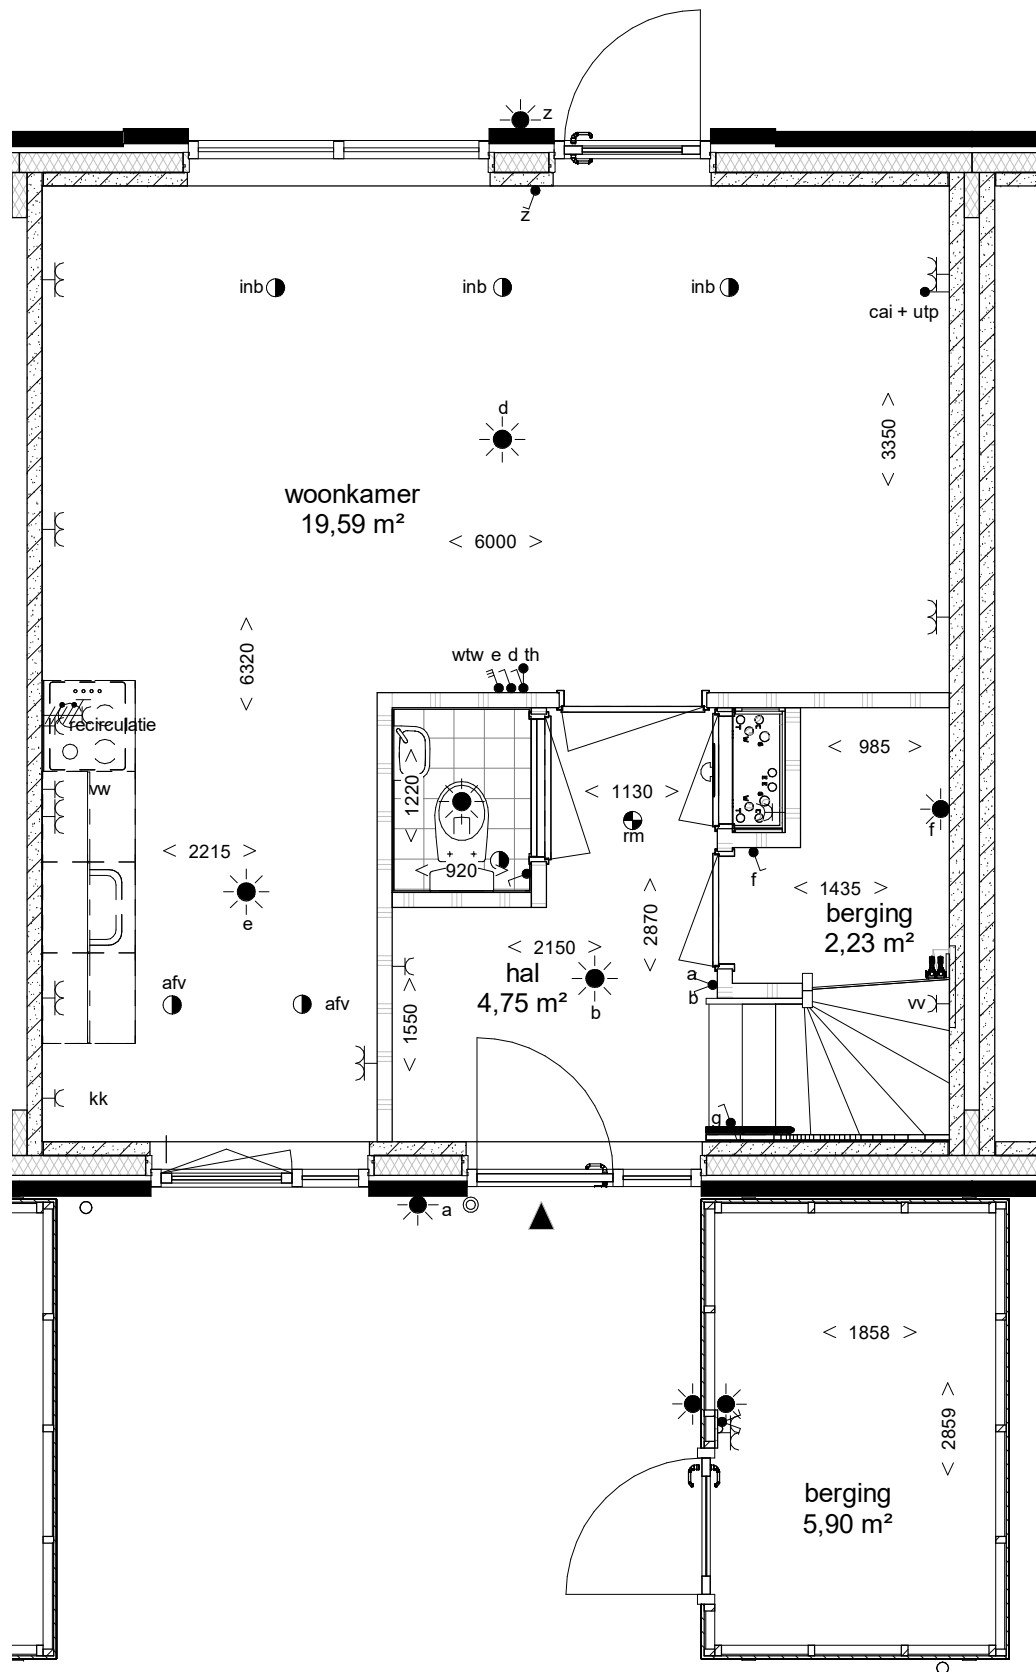 z
z
inb
inb
inb
cai + utp
d
< 3350 >
woonkamer
19,59 m²
< 6000 >
< 6320 >
wtw e d th
recirculatie
< 985 >
vw
< 1220 >
< 1130 >
rm
f
< 2215 >
< 920 >
f
< 1435 >
e
< 2870 >
berging
2,23 m²
< 2150 >
hal
4,75 m²
a
b
b
afv
afv
< 1550 >
vv
kk
g
a
< 1858 >
< 2859 >
berging
5,90 m²